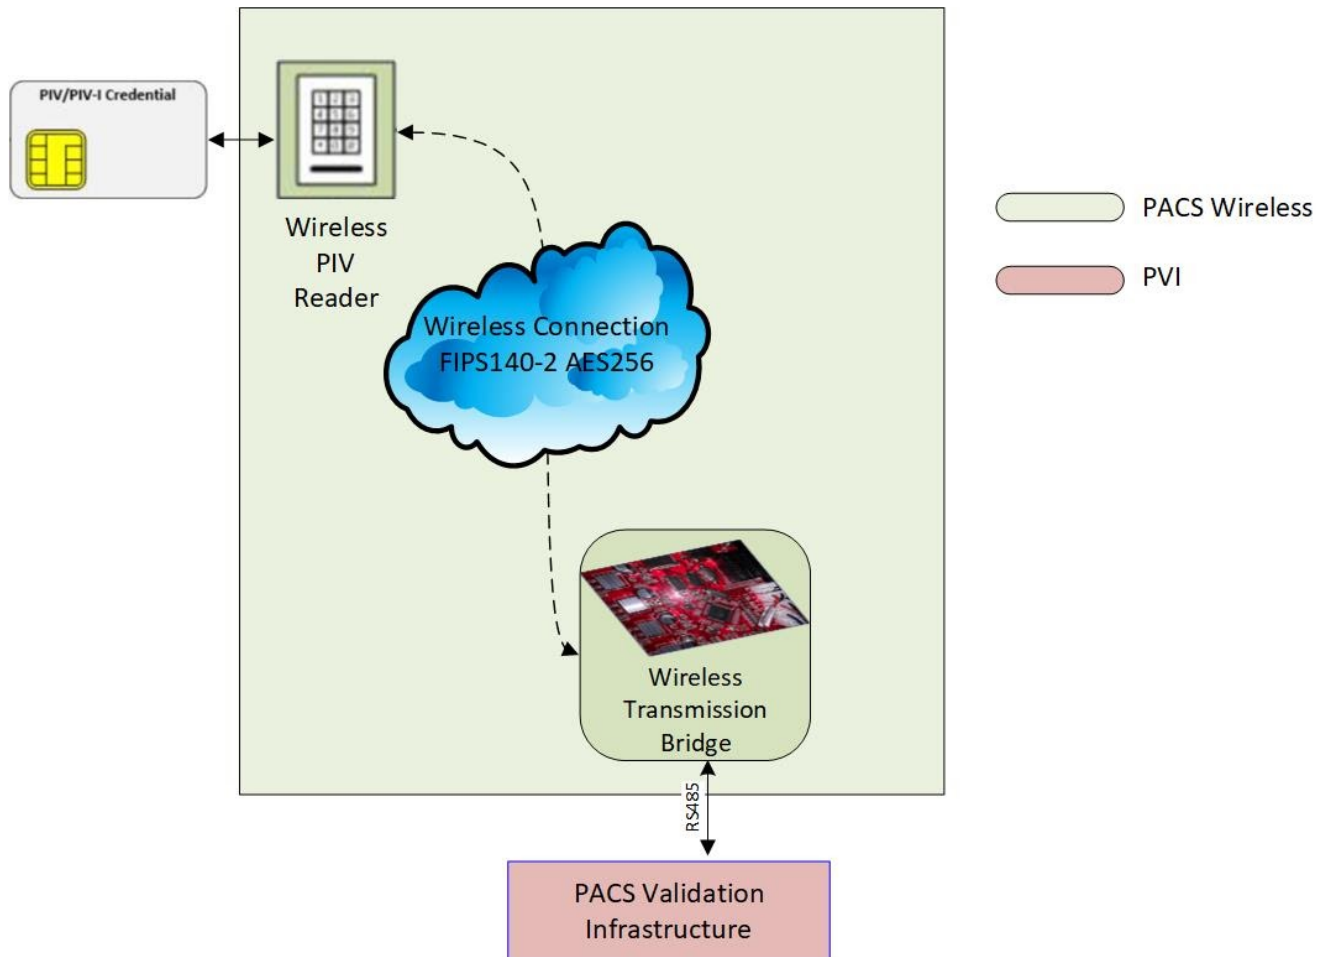 PIV/PIV-I Credential
Wireless
PIV
Reader
Wireless Connection
FIPS140-2 AES256
PACS Wireless
PVI
Wireless
Transmission
Bridge
RS485
PACS Validation
Infrastructure